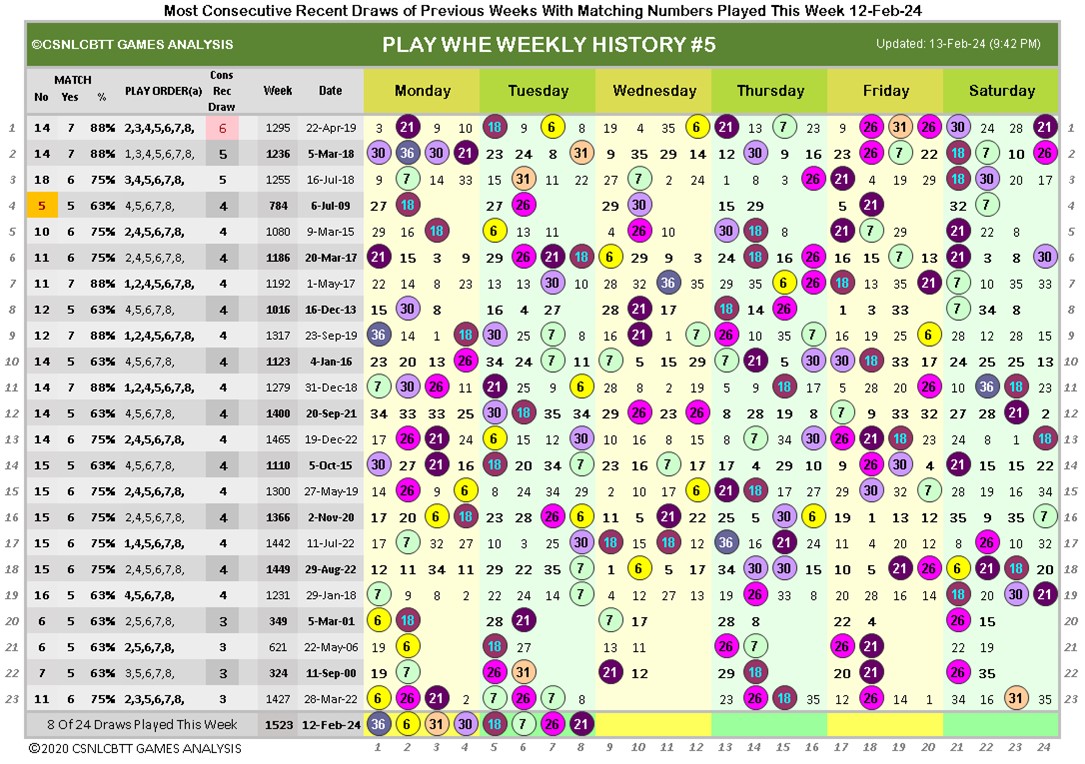 Most Consecutive Recent Draws of Previous Weeks With Matching Numbers Played This Week 12-Feb-24
©CSNLCBTT GAMES ANALYSIS PLAY WHE WEEKLY HISTORY #5 Updated: 13-Feb-24 (9:42 PM)
No MATCH Yes % PLAY ORDER(a) Cons Rec Draw Week Date Monday Tuesday Wednesday Thursday Friday Saturday
1 14 7 88% 2,3,4,5,6,7,8, 6 1295 22-Apr-19 3 21 9 10 18 9 6 8 19 4 35 6 21 13 7 23 9 26 31 26 30 24 28 21 1
2 14 7 88% 1,3,4,5,6,7,8, 5 1236 5-Mar-18 30 36 30 21 23 24 8 31 9 35 29 14 12 30 9 16 23 26 7 22 18 7 10 26 2
3 18 6 75% 3,4,5,6,7,8, 5 1255 16-Jul-18 9 7 14 33 15 31 11 22 27 7 2 24 1 8 3 26 21 4 19 29 18 30 20 17 3
4 5 5 63% 4,5,6,7,8, 4 784 6-Jul-09 27 18 27 26 29 30 15 29 5 21 32 7 4
5 10 6 75% 2,4,5,6,7,8, 4 1080 9-Mar-15 29 16 18 6 13 11 4 26 10 30 18 8 21 7 29 21 22 8 5
6 11 6 75% 2,4,5,6,7,8, 4 1186 20-Mar-17 21 15 3 9 29 26 21 18 6 29 9 3 24 18 16 26 16 15 7 13 21 3 8 30 6
7 11 7 88% 1,2,4,5,6,7,8, 4 1192 1-May-17 22 14 8 23 13 13 30 10 28 32 36 35 29 35 6 26 18 13 35 21 7 10 35 33 7
8 12 5 63% 4,5,6,7,8, 4 1016 16-Dec-13 15 30 8 16 4 27 28 21 17 18 14 26 1 3 33 7 34 8 8
9 12 7 88% 1,2,4,5,6,7,8, 4 1317 23-Sep-19 36 14 1 18 30 25 7 8 16 21 9 7 26 10 35 7 16 19 25 6 28 12 28 15 9
10 14 5 63% 4,5,6,7,8, 4 1123 4-Jan-16 23 20 13 26 34 24 7 11 7 5 15 29 7 21 5 30 30 18 33 17 24 25 25 13 10
11 14 7 88% 1,2,4,5,6,7,8, 4 1279 31-Dec-18 7 30 26 11 21 25 9 6 28 8 2 19 5 9 18 17 5 28 20 26 10 36 18 23 11
12 14 5 63% 4,5,6,7,8, 4 1400 20-Sep-21 34 33 33 25 30 18 35 34 29 26 12 26 8 28 19 8 7 9 33 32 27 28 21 2 12
13 14 6 75% 2,4,5,6,7,8, 4 1465 19-Dec-22 17 26 21 24 6 15 12 30 10 16 8 15 8 7 34 30 26 21 18 23 24 8 1 18 13
14 15 5 63% 4,5,6,7,8, 4 1110 5-Oct-15 30 27 21 16 18 20 34 7 23 16 7 17 17 4 29 10 9 26 30 4 21 15 15 22 14
15 15 6 75% 2,4,5,6,7,8, 4 1300 27-May-19 14 26 9 6 8 24 34 29 2 10 17 6 21 18 17 27 29 30 32 7 28 19 16 34 15
16 15 6 75% 2,4,5,6,7,8, 4 1366 2-Nov-20 17 20 6 18 23 28 26 6 11 5 21 22 25 5 30 6 19 1 13 12 35 9 35 7 16
17 15 6 75% 1,4,5,6,7,8, 4 1442 11-Jul-22 17 7 32 27 10 3 25 30 18 15 18 12 36 16 21 24 11 4 20 12 8 26 10 32 17
18 15 6 75% 2,4,5,6,7,8, 4 1449 29-Aug-22 12 11 34 11 29 22 35 7 1 6 5 17 34 30 30 15 10 5 21 26 6 21 18 20 18
19 16 5 63% 4,5,6,7,8, 4 1231 29-Jan-18 7 9 8 2 22 24 14 7 4 12 27 13 19 26 33 8 20 28 16 14 18 20 30 21 19
20 6 5 63% 2,5,6,7,8, 3 349 5-Mar-01 6 18 28 21 7 17 28 8 22 4 26 15 20
21 6 5 63% 2,5,6,7,8, 3 621 22-May-06 19 6 18 27 13 11 26 7 26 21 22 19 21
22 7 5 63% 3,5,6,7,8, 3 324 11-Sep-00 19 7 26 31 21 12 29 18 20 21 26 35 22
23 11 6 75% 2,3,5,6,7,8, 3 1427 28-Mar-22 6 26 21 2 7 26 7 8 23 26 18 35 12 26 14 1 34 16 31 22 23
8 Of 24 Draws Played This Week 1523 12-Feb-24 36 6 31 30 18 7 26 21
©2020 CSNLCBTT GAMES ANALYSIS 1 2 3 4 5 6 7 8 9 10 11 12 13 14 15 16 17 18 19 20 21 22 23 24